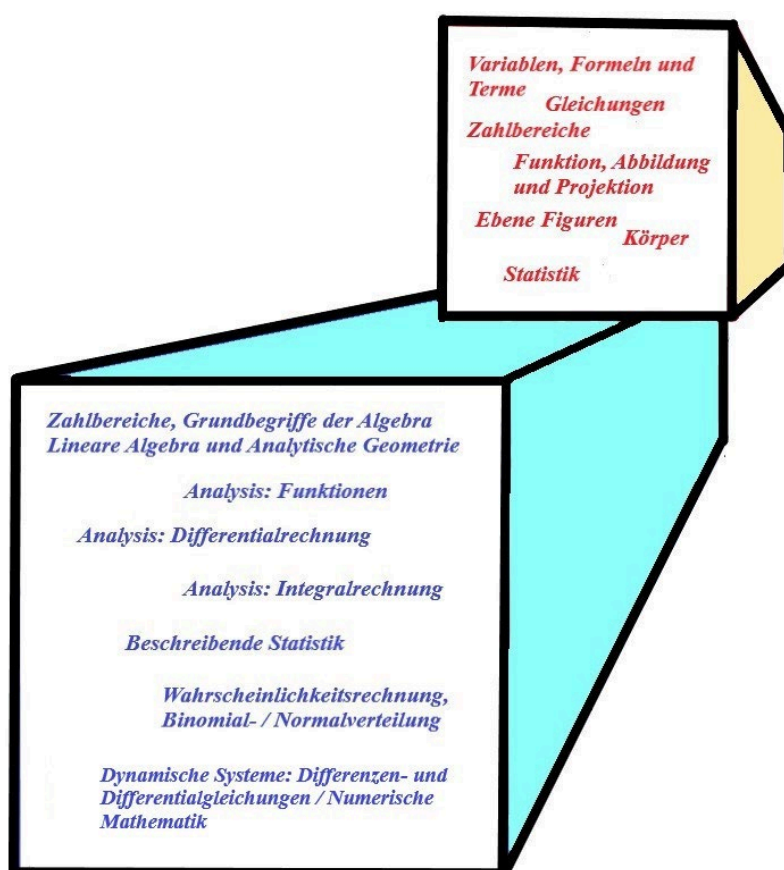 Variablen, Formeln und
Terme
Gleichungen
Zahlbereiche
Funktion, Abbildung
und Projektion
Ebene Figuren
Körper
Statistik
Zahlbereiche, Grundbegriffe der Algebra
Lineare Algebra und Analytische Geometrie
Analysis: Funktionen
Analysis: Differentialrechnung
Analysis: Integralrechnung
Beschreibende Statistik
Wahrscheinlichkeitsrechnung,
Binomial- / Normalverteilung
Dynamische Systeme: Differenzen- und
Differentialgleichungen / Numerische
Mathematik